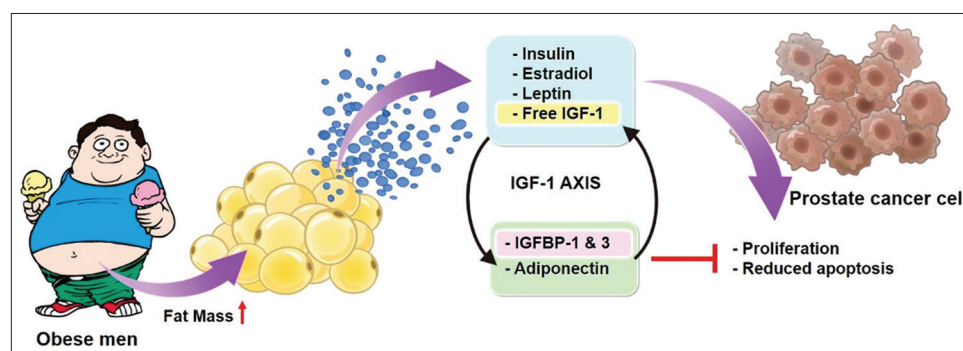 Obese men
Fat Mass
- Insulin
- Estradiol
- Leptin
- Free IGF-1
IGF-1 AXIS
- IGFBP-1 & 3
- Adiponectin
Prostate cancer cell
- Proliferation
- Reduced apoptosis